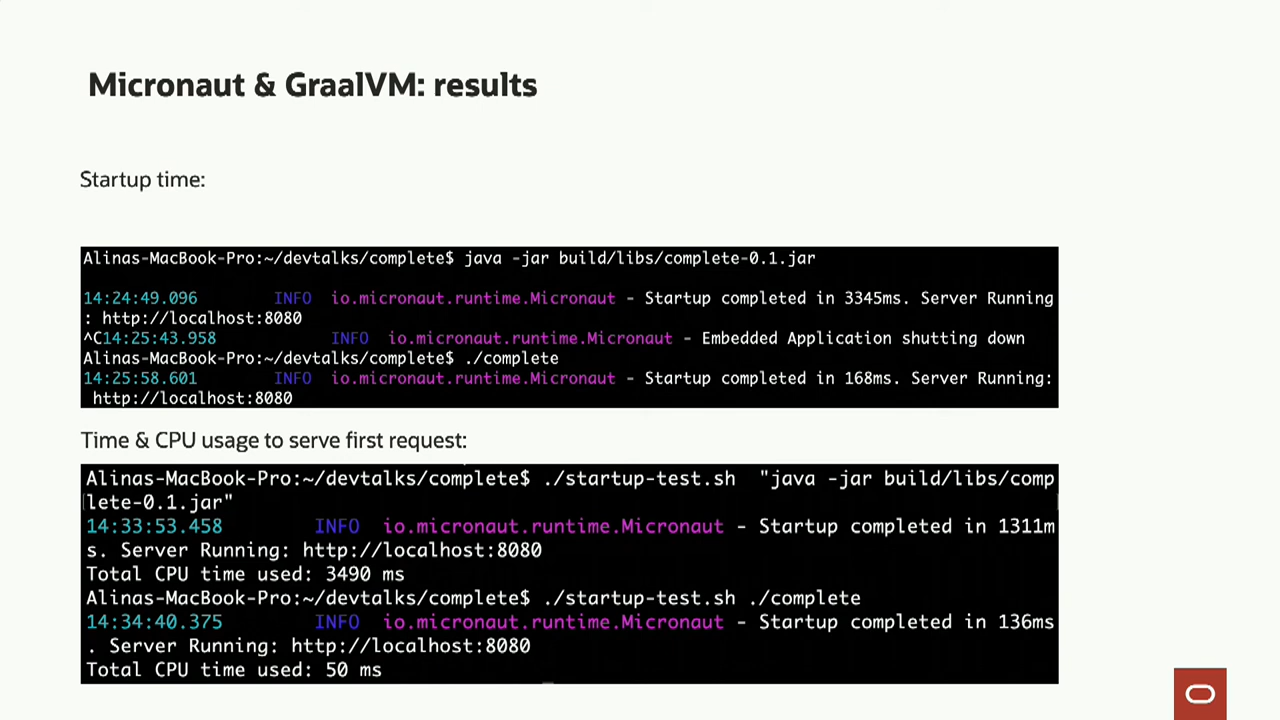 Micronaut & GraalVM: results
Startup time:
Alinas-MacBook-Pro:~/devtalks/complete$ java -jar build/libs/complete-0.1.jar
14:24:49.096 INFO io.micronaut.runtime.Micronaut - Startup completed in 3345ms. Server Running
: http://localhost:8080
^C14:25:43.958 INFO io.micronaut.runtime.Micronaut - Embedded Application shutting down
Alinas-MacBook-Pro:~/devtalks/complete$ ./complete
14:25:58.601 INFO io.micronaut.runtime.Micronaut - Startup completed in 168ms. Server Running:
http://localhost:8080
Time & CPU usage to serve first request:
Alinas-MacBook-Pro:~/devtalks/complete$ ./startup-test.sh "java -jar build/libs/comp
lete-0.1.jar"
14:33:53.458 INFO io.micronaut.runtime.Micronaut - Startup completed in 1311m
s. Server Running: http://localhost:8080
Total CPU time used: 3490 ms
Alinas-MacBook-Pro:~/devtalks/complete$ ./startup-test.sh ./complete
14:34:40.375 INFO io.micronaut.runtime.Micronaut - Startup completed in 136ms
. Server Running: http://localhost:8080
Total CPU time used: 50 ms